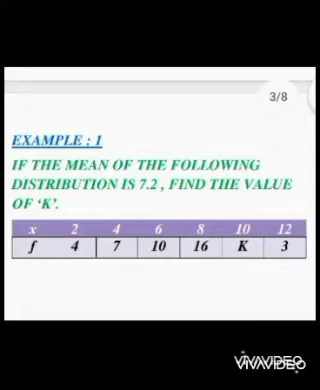 3/8
EXAMPLE : 1
IF THE MEAN OF THE FOLLOWING
DISTRIBUTION IS 7.2 , FIND THE VALUE
OF ‘K’.
x 2 4 6 8 10 12
f 4 7 10 16 K 3
VIVAVIDEO